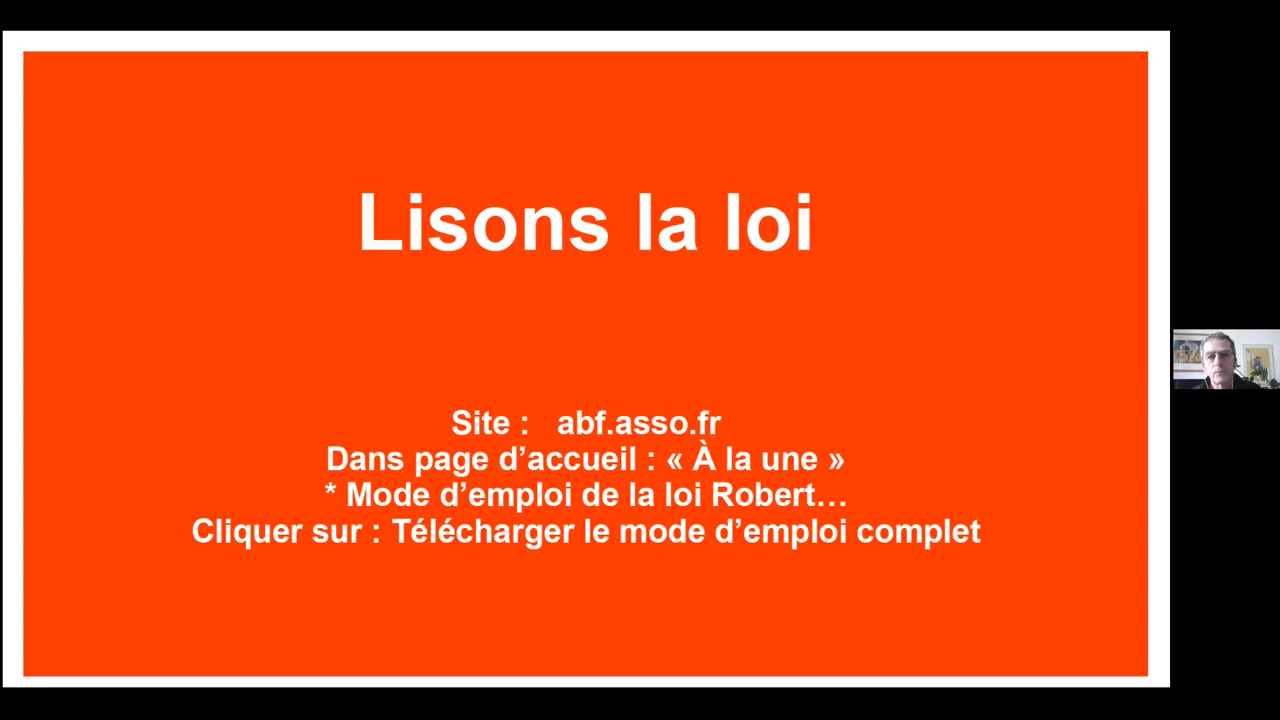 Lisons la loi
Site : abf.asso.fr
Dans page d’accueil : « À la une »
* Mode d’emploi de la loi Robert…
Cliquer sur : Télécharger le mode d’emploi complet